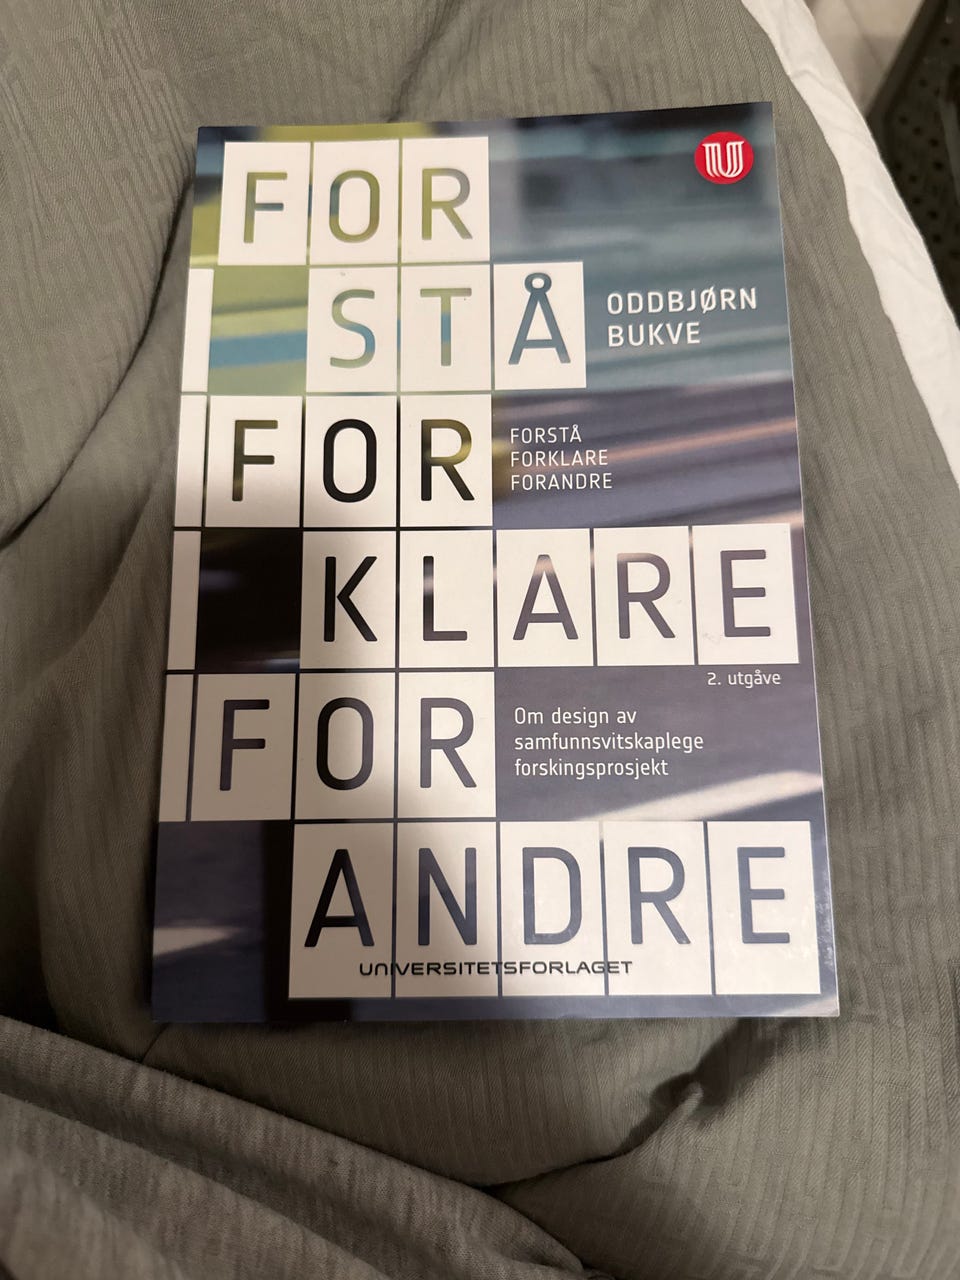 FOR
STÅ
ODDBJØRN
BUKVE
FOR
FORSTÅ
FORKLARE
FORANDRE
KLARE
2. utgåve
FOR
Om design av
samfunnsvitskaplege
forskingsprosjekt
ANDRE
UNIVERSITETSFORLAGET